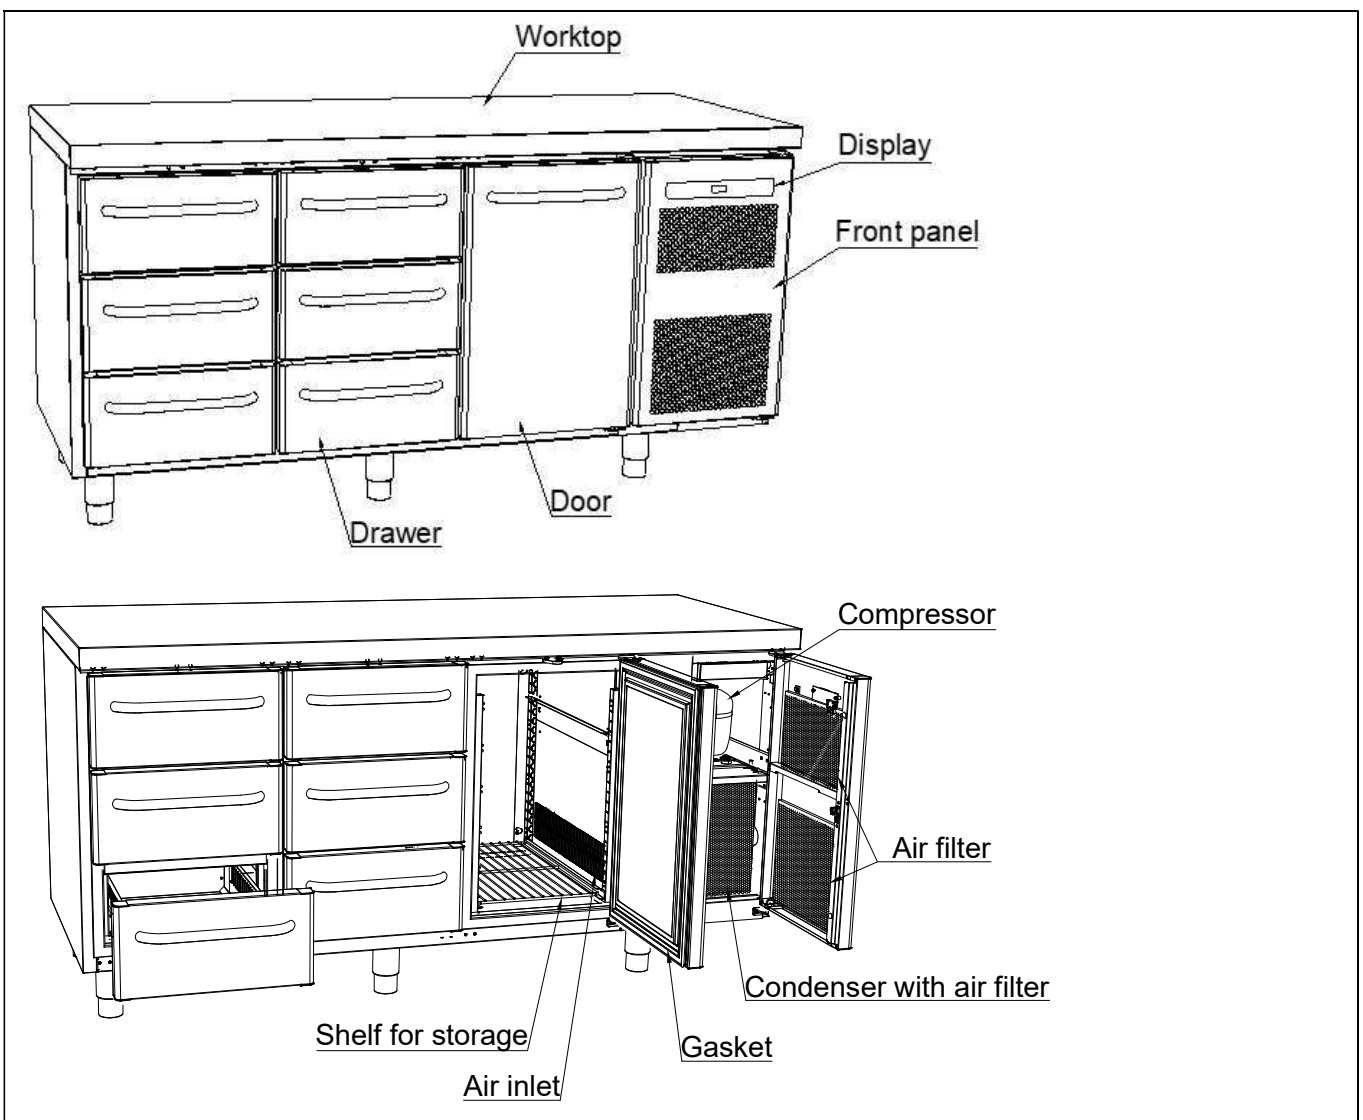 Worktop
Display
Front panel
Door
Drawer
Compressor
Air filter
Condenser with air filter
Shelf for storage
Gasket
Air inlet